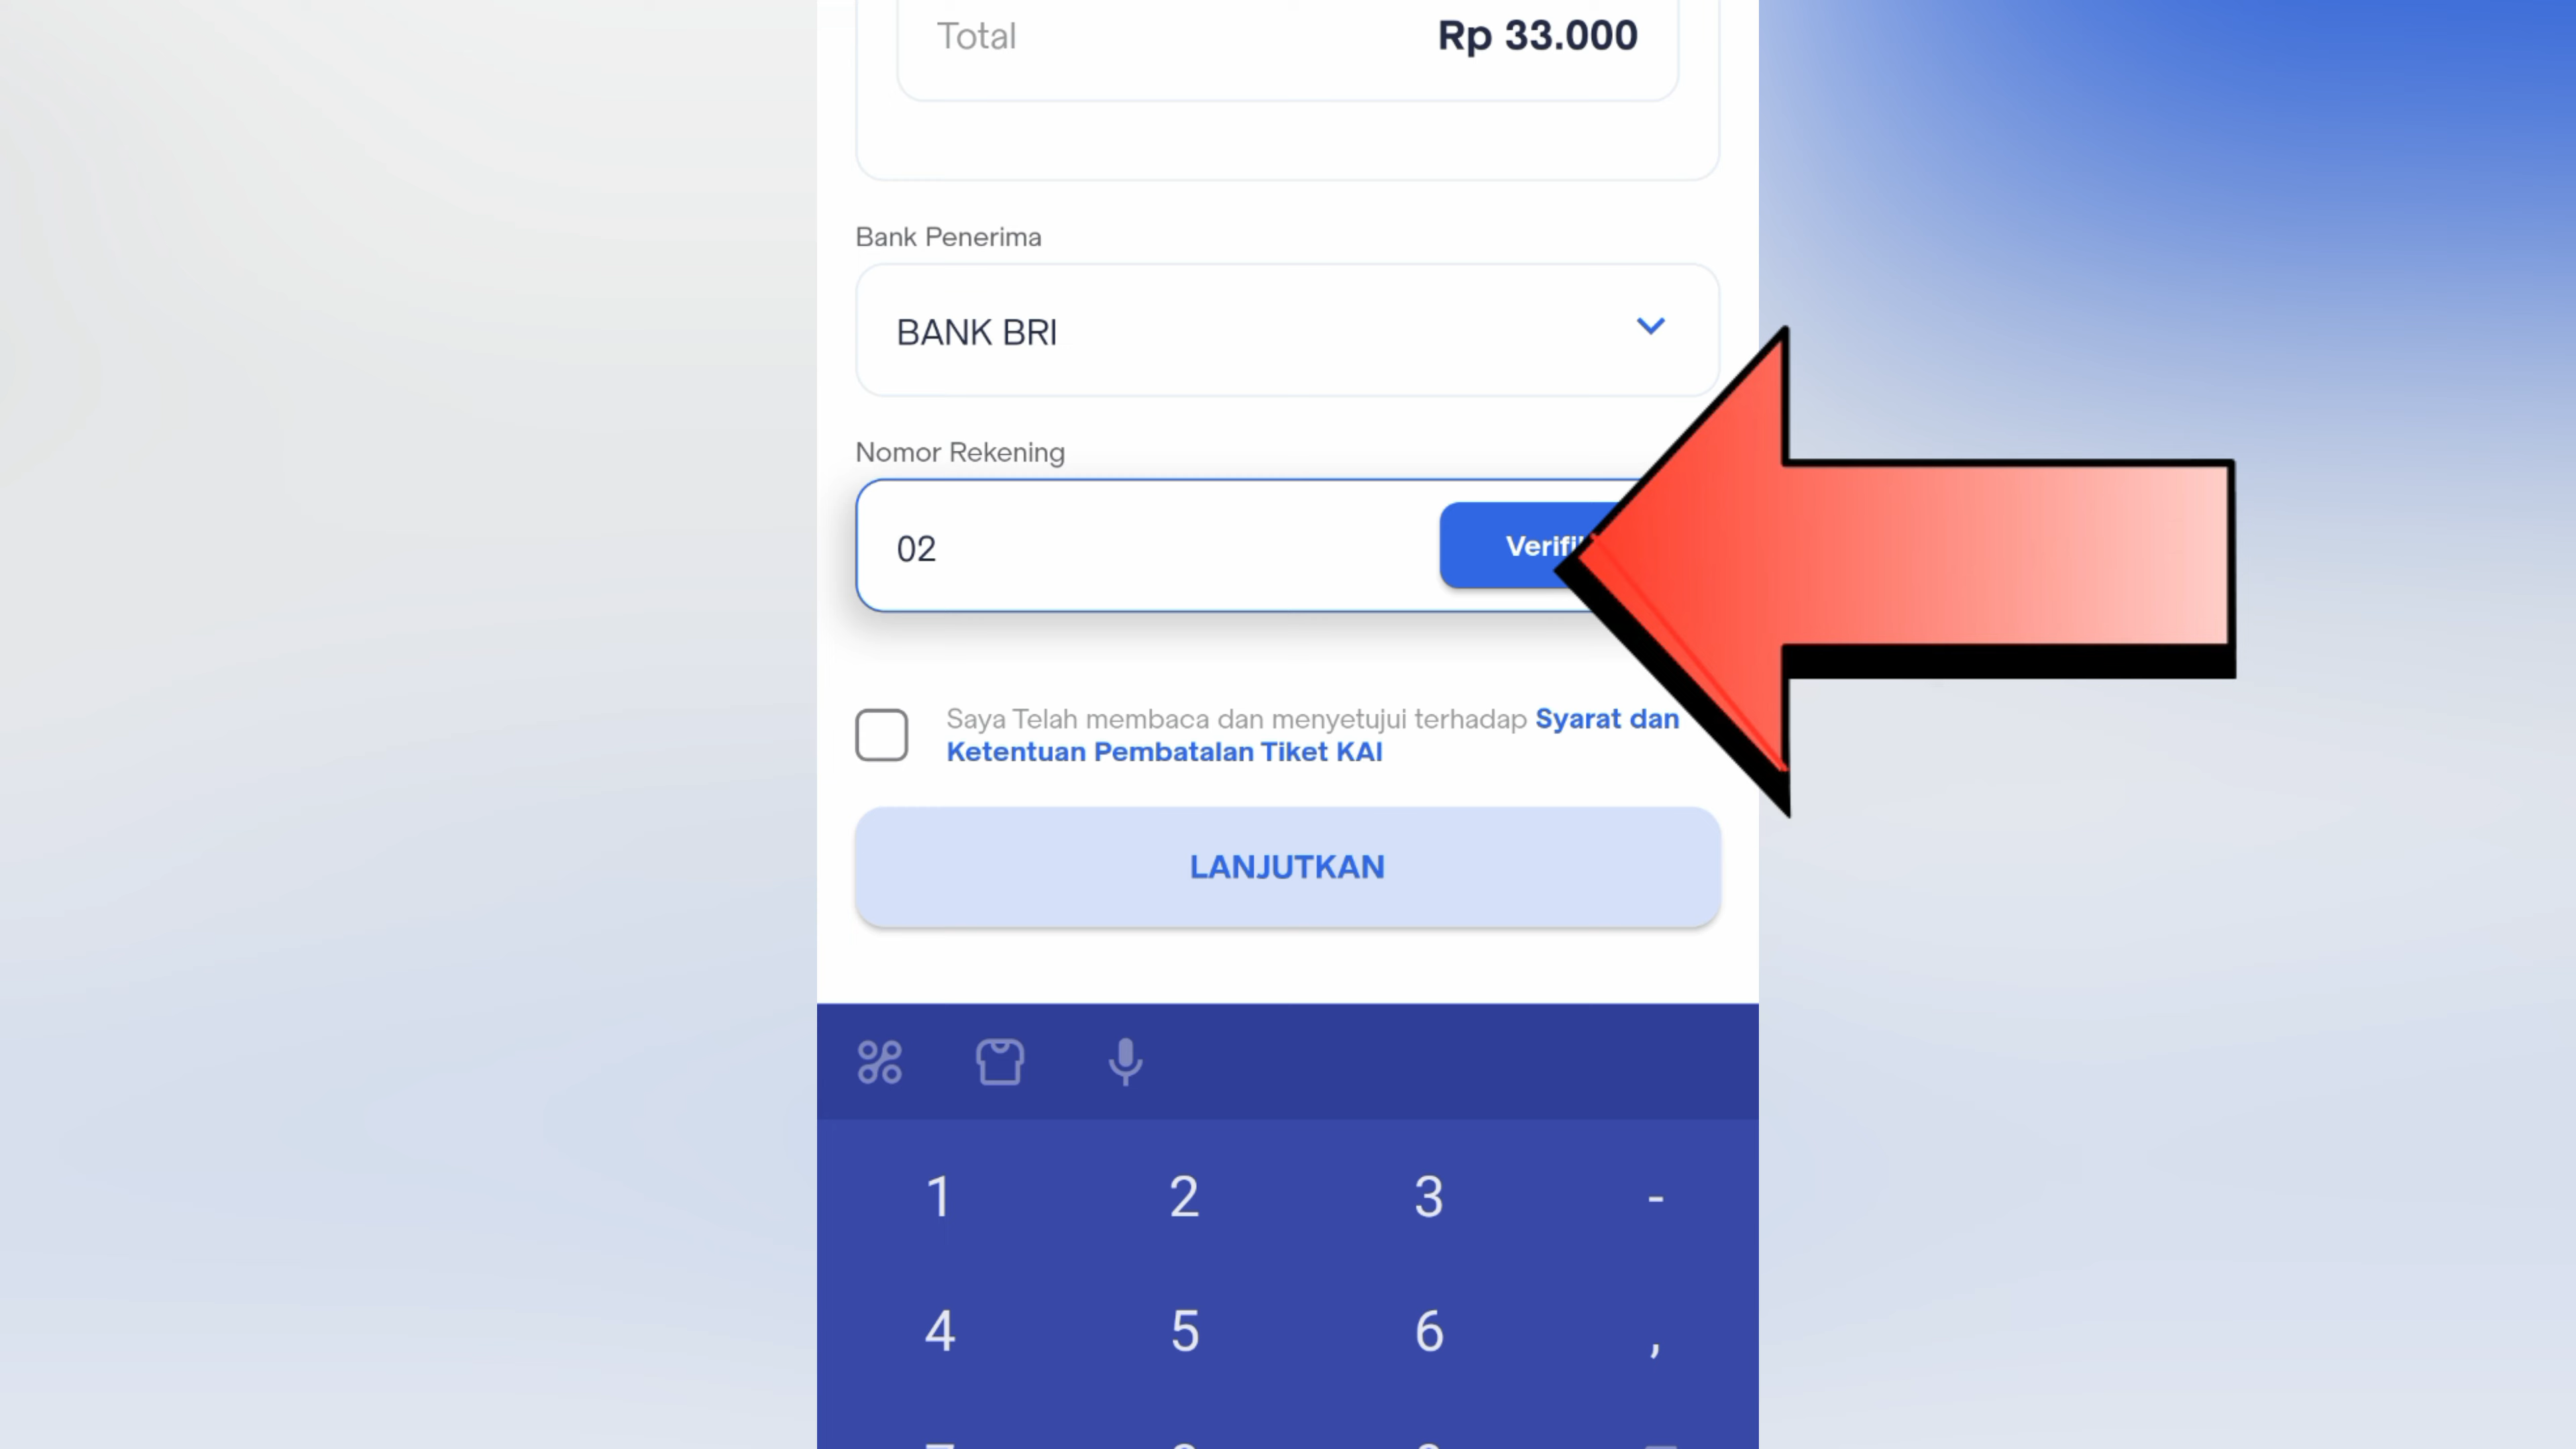 Total
Rp 33.000
Bank Penerima
BANK BRI
Nomor Rekening
02
Saya Telah membaca dan menyetujui terhadap Syarat dan
Ketentuan Pembatalan Tiket KAI
LANJUTKAN
1 2 3 -
4 5 6 ,